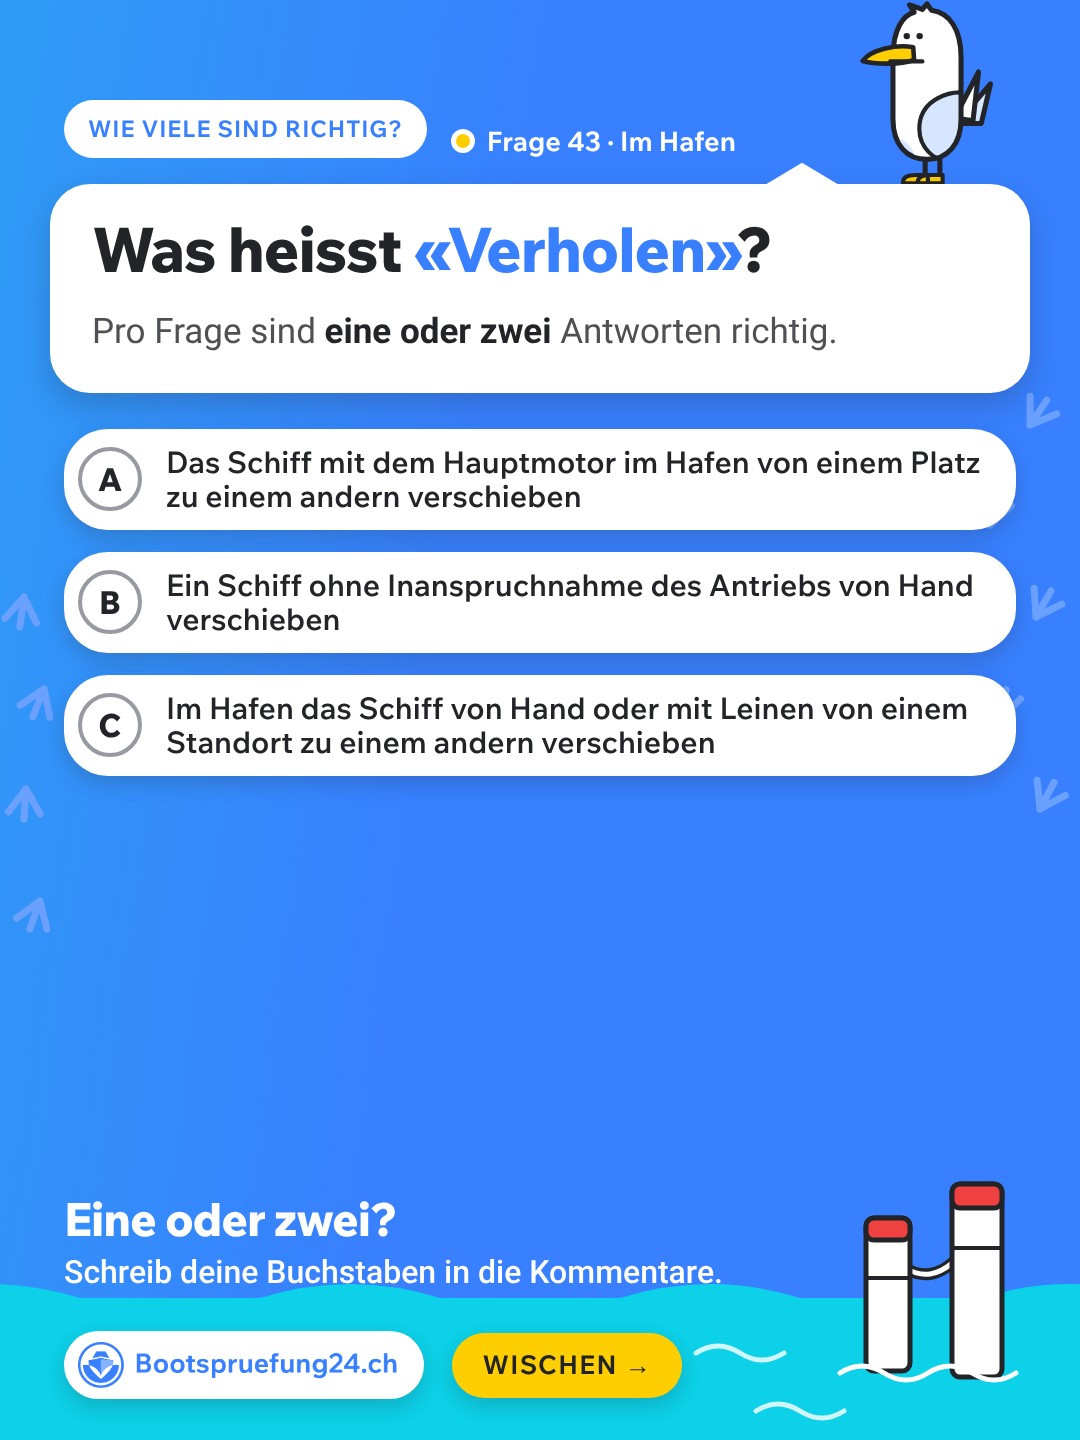 WIE VIELE SIND RICHTIG?
Frage 43 · Im Hafen
Was heisst «Verholen»?
Pro Frage sind eine oder zwei Antworten richtig.
A
Das Schiff mit dem Hauptmotor im Hafen von einem Platz
zu einem andern verschieben
B
Ein Schiff ohne Inanspruchnahme des Antriebs von Hand
verschieben
C
Im Hafen das Schiff von Hand oder mit Leinen von einem
Standort zu einem andern verschieben
Eine oder zwei?
Schreib deine Buchstaben in die Kommentare.
Bootspruefung24.ch
WISCHEN →